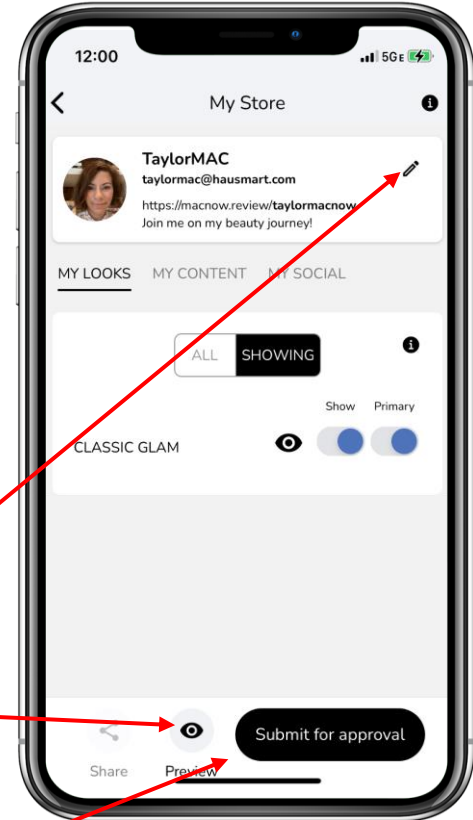 12:00
5G E
My Store
TaylorMAC
taylormac@hausmart.com
https://macnow.review/taylormacnow
Join me on my beauty journey!
MY LOOKS MY CONTENT MY SOCIAL
ALL SHOWING
Show Primary
CLASSIC GLAM
Submit for approval
Share Preview